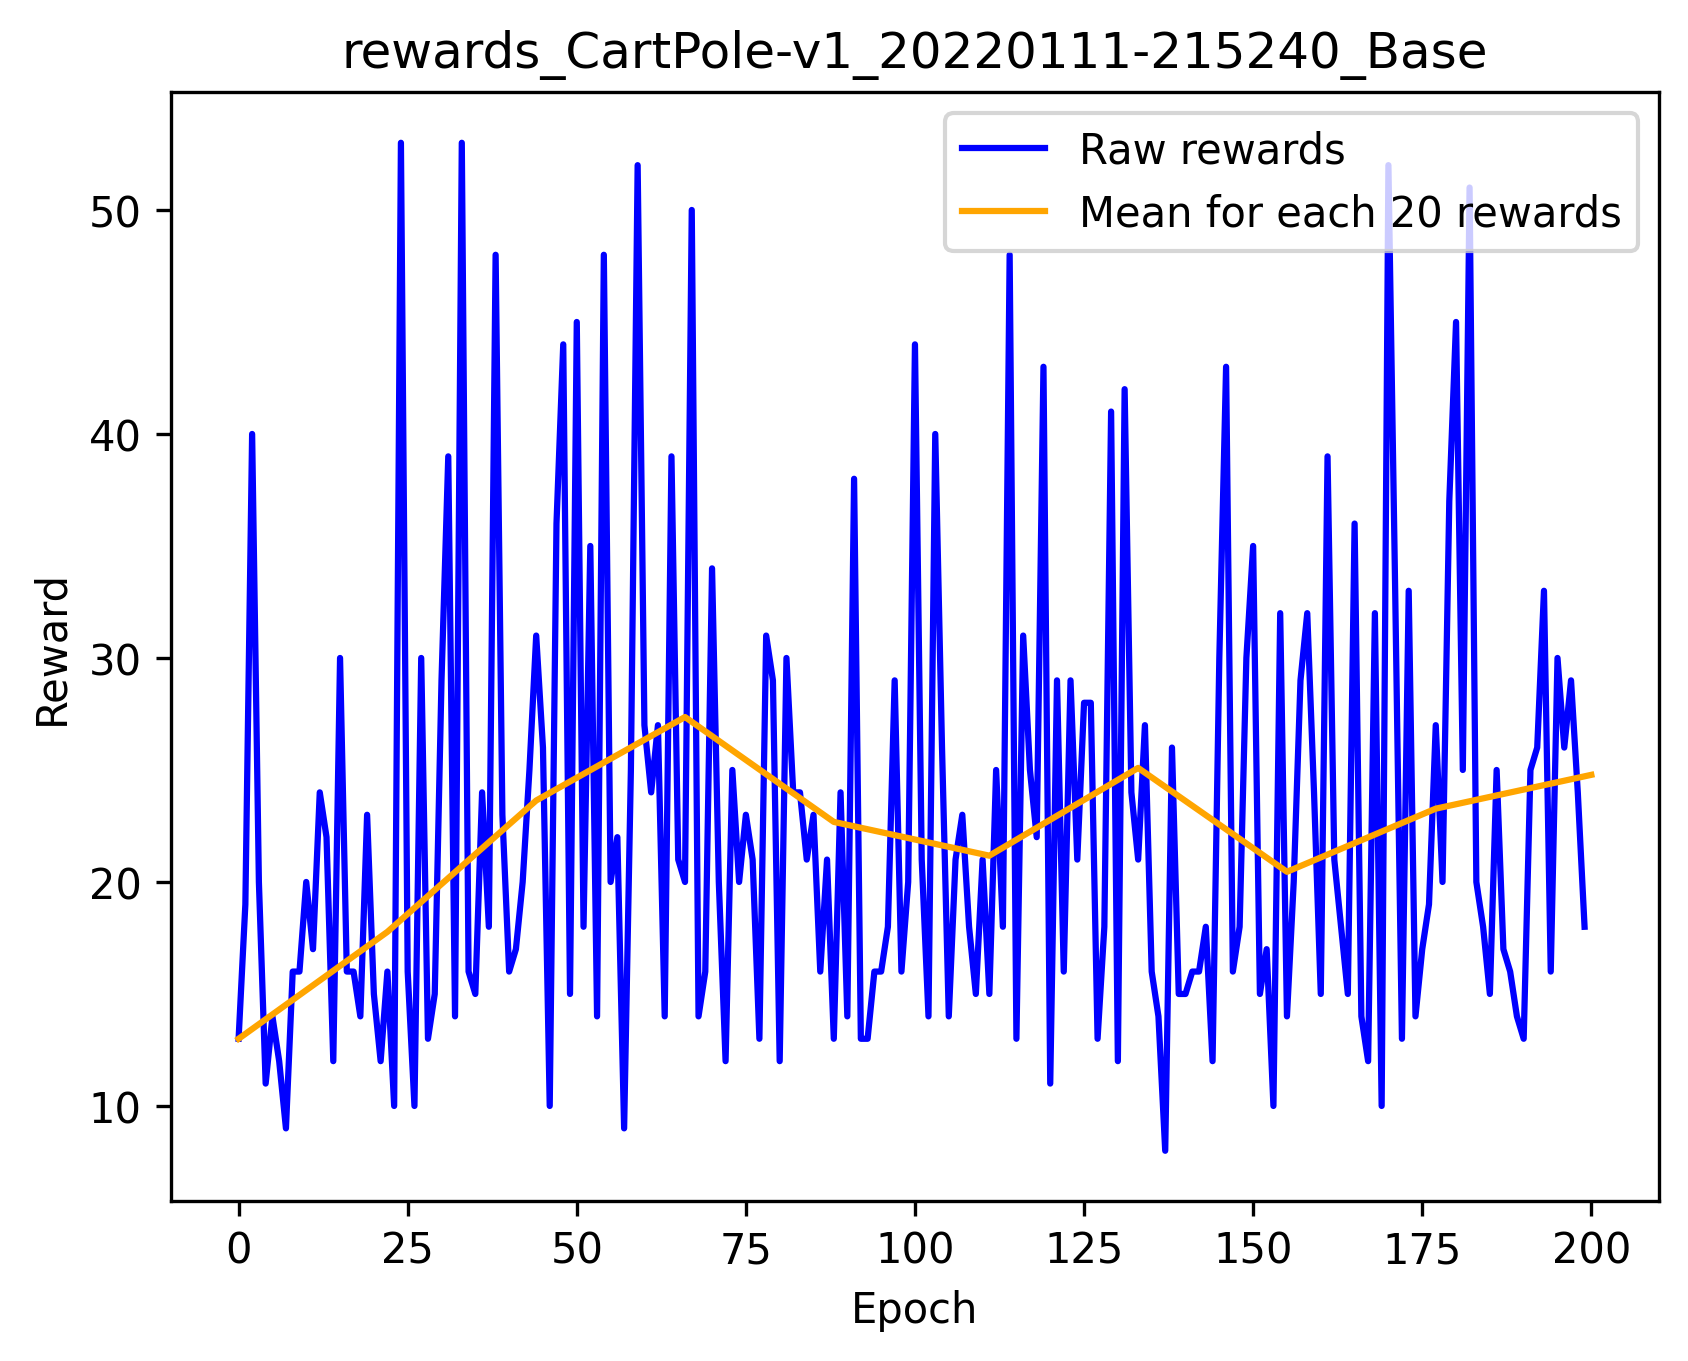 rewards_CartPole-v1_20220111-215240_Base
Raw rewards
Mean for each 20 rewards
50
40
30
20
10
Reward
0 25 50 75 100 125 150 175 200
Epoch